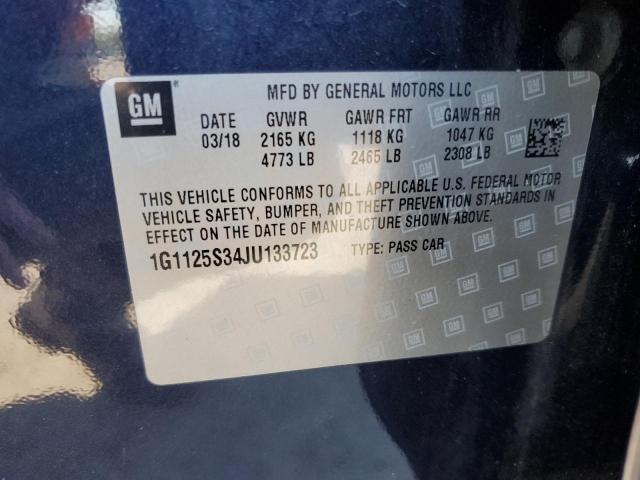 GM
MFD BY GENERAL MOTORS LLC
DATE GVWR GAWR FRT GAWR RR
03/18 2165 KG 1118 KG 1047 KG
4773 LB 2465 LB 2308 LB
THIS VEHICLE CONFORMS TO ALL APPLICABLE U.S. FEDERAL MOTOR
VEHICLE SAFETY, BUMPER, AND THEFT PREVENTION STANDARDS IN
EFFECT ON THE DATE OF MANUFACTURE SHOWN ABOVE.
1G1125S34JU133723 TYPE: PASS CAR